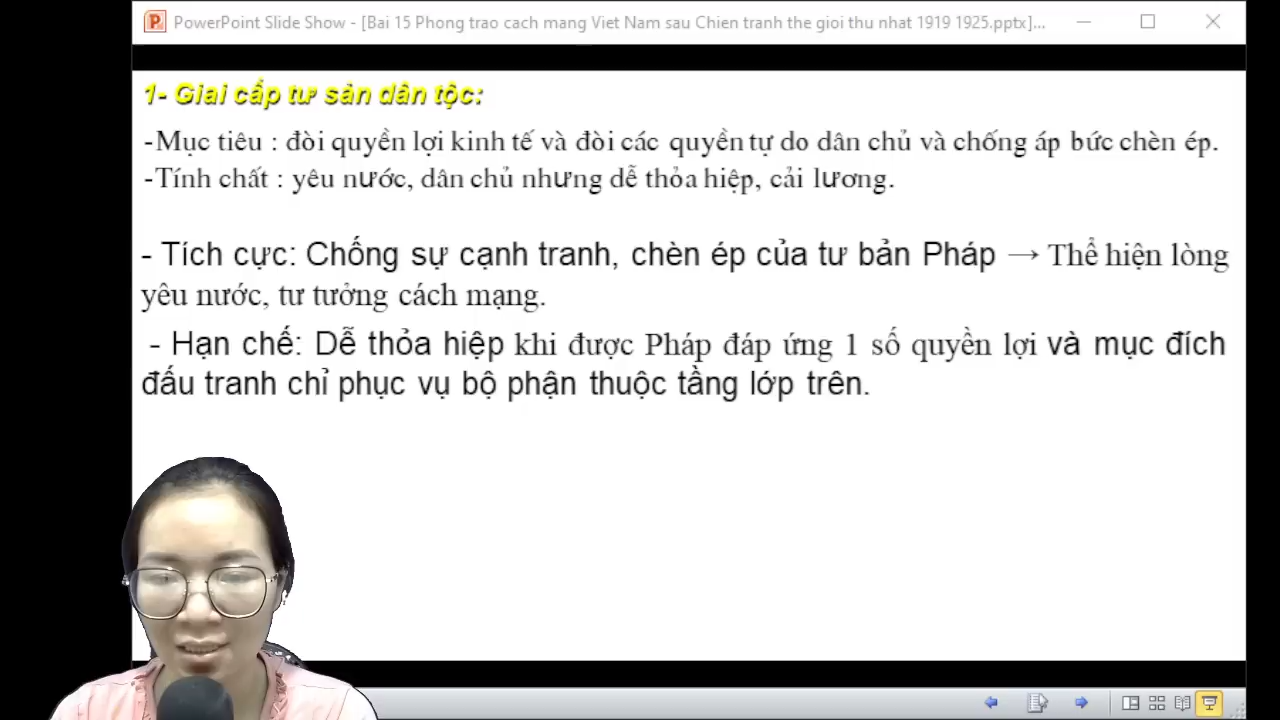 PowerPoint Slide Show - [Bai 15 Phong trao cach mang Viet Nam sau Chien tranh the gioi thu nhat 1919 1925.pptx]...
1- Giai cấp tư sản dân tộc:
-Mục tiêu : đòi quyền lợi kinh tế và đòi các quyền tự do dân chủ và chống áp bức chèn ép.
-Tính chất : yêu nước, dân chủ nhưng dễ thỏa hiệp, cải lương.
- Tích cực: Chống sự cạnh tranh, chèn ép của tư bản Pháp → Thể hiện lòng
yêu nước, tư tưởng cách mạng.
- Hạn chế: Dễ thỏa hiệp khi được Pháp đáp ứng 1 số quyền lợi và mục đích
đấu tranh chỉ phục vụ bộ phận thuộc tầng lớp trên.